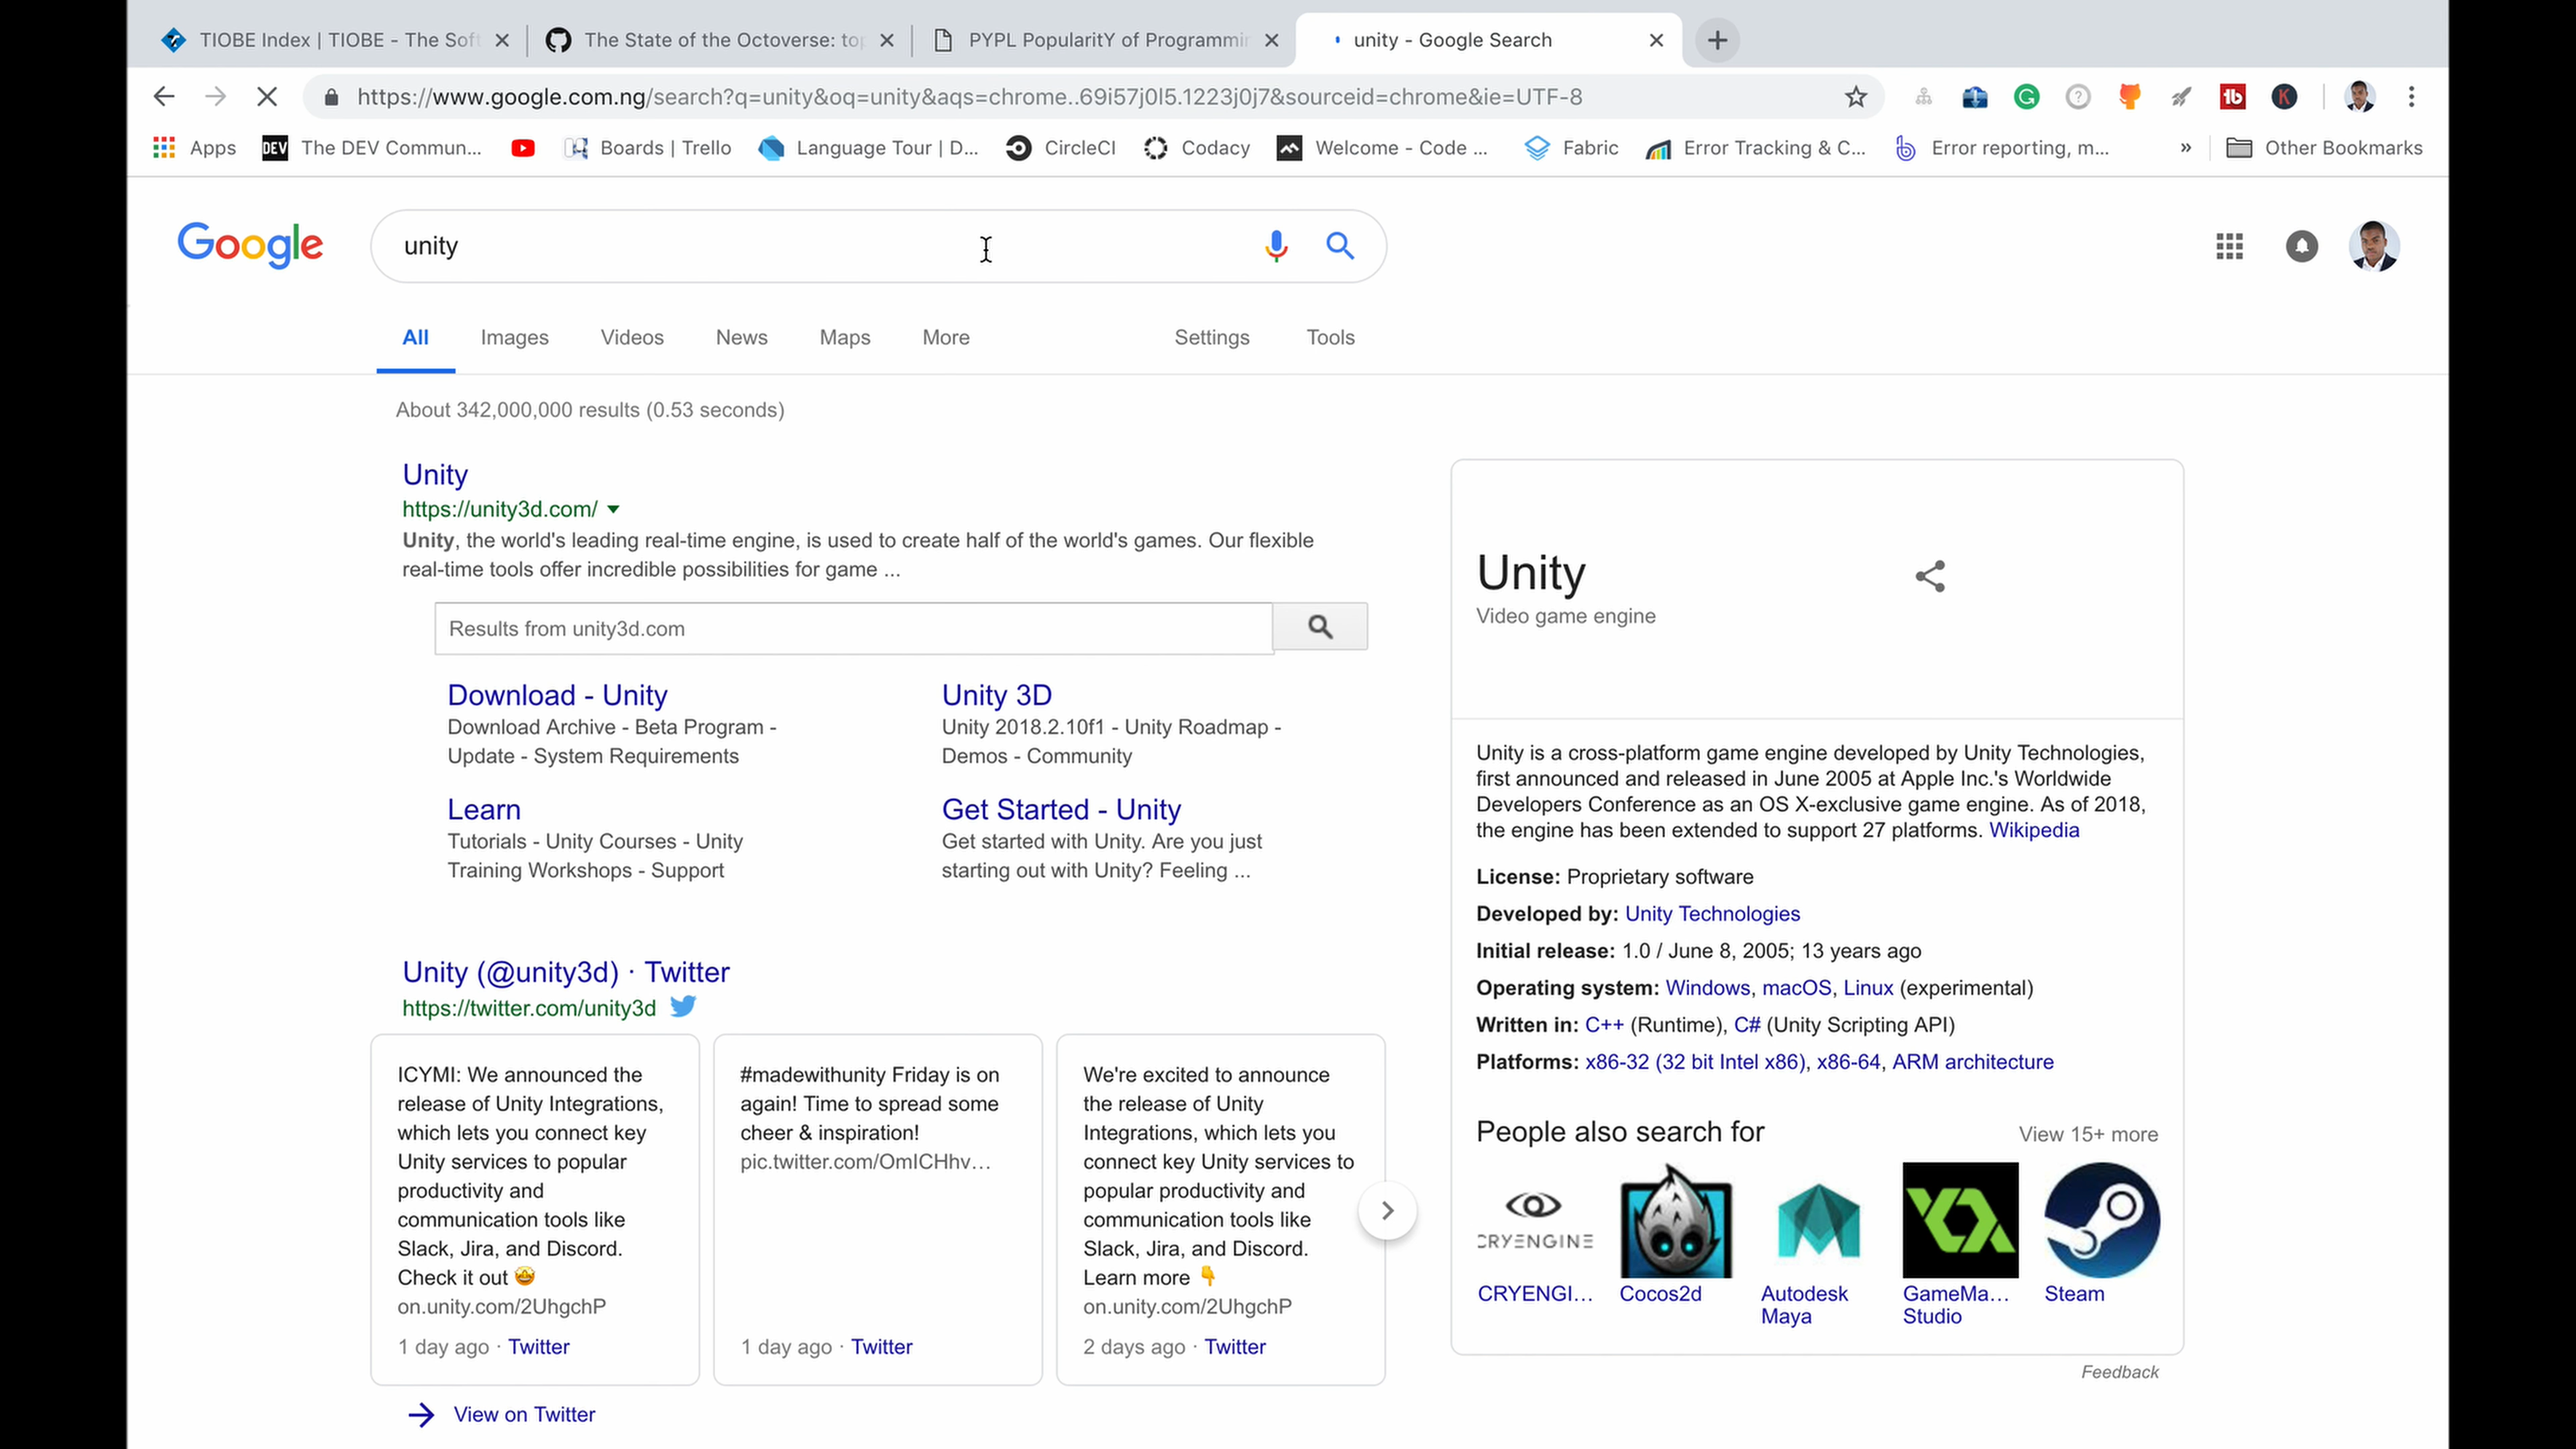 TIOBE Index | TIOBE - The Soft
The State of the Octoverse: top
PYPL PopularitY of Programmin
unity - Google Search
https://www.google.com.ng/search?q=unity&oq=unity&aqs=chrome..69i57j0l5.1223j0j7&sourceid=chrome&ie=UTF-8
Apps
DEV The DEV Commun...
Boards | Trello
Language Tour | D...
CircleCI
Codacy
Welcome - Code ...
Fabric
Error Tracking & C...
Error reporting, m...
»
Other Bookmarks
Google
unity
All Images Videos News Maps More Settings Tools
About 342,000,000 results (0.53 seconds)
Unity
https://unity3d.com/
Unity, the world's leading real-time engine, is used to create half of the world's games. Our flexible
real-time tools offer incredible possibilities for game ...
Results from unity3d.com
Download - Unity
Download Archive - Beta Program -
Update - System Requirements
Unity 3D
Unity 2018.2.10f1 - Unity Roadmap -
Demos - Community
Learn
Tutorials - Unity Courses - Unity
Training Workshops - Support
Get Started - Unity
Get started with Unity. Are you just
starting out with Unity? Feeling ...
Unity (@unity3d) · Twitter
https://twitter.com/unity3d
ICYMI: We announced the
release of Unity Integrations,
which lets you connect key
Unity services to popular
productivity and
communication tools like
Slack, Jira, and Discord.
Check it out 🤩
on.unity.com/2UhgchP
1 day ago · Twitter
#madewithunity Friday is on
again! Time to spread some
cheer & inspiration!
pic.twitter.com/OmICHhv…
1 day ago · Twitter
We're excited to announce
the release of Unity
Integrations, which lets you
connect key Unity services to
popular productivity and
communication tools like
Slack, Jira, and Discord.
Learn more 👇
on.unity.com/2UhgchP
2 days ago · Twitter
View on Twitter
Unity
Video game engine
Unity is a cross-platform game engine developed by Unity Technologies,
first announced and released in June 2005 at Apple Inc.'s Worldwide
Developers Conference as an OS X-exclusive game engine. As of 2018,
the engine has been extended to support 27 platforms. Wikipedia
License: Proprietary software
Developed by: Unity Technologies
Initial release: 1.0 / June 8, 2005; 13 years ago
Operating system: Windows, macOS, Linux (experimental)
Written in: C++ (Runtime), C# (Unity Scripting API)
Platforms: x86-32 (32 bit Intel x86), x86-64, ARM architecture
People also search for
View 15+ more
CRYENGINE
CRYENGI...
Cocos2d
Autodesk
Maya
GameMa...
Studio
Steam
Feedback